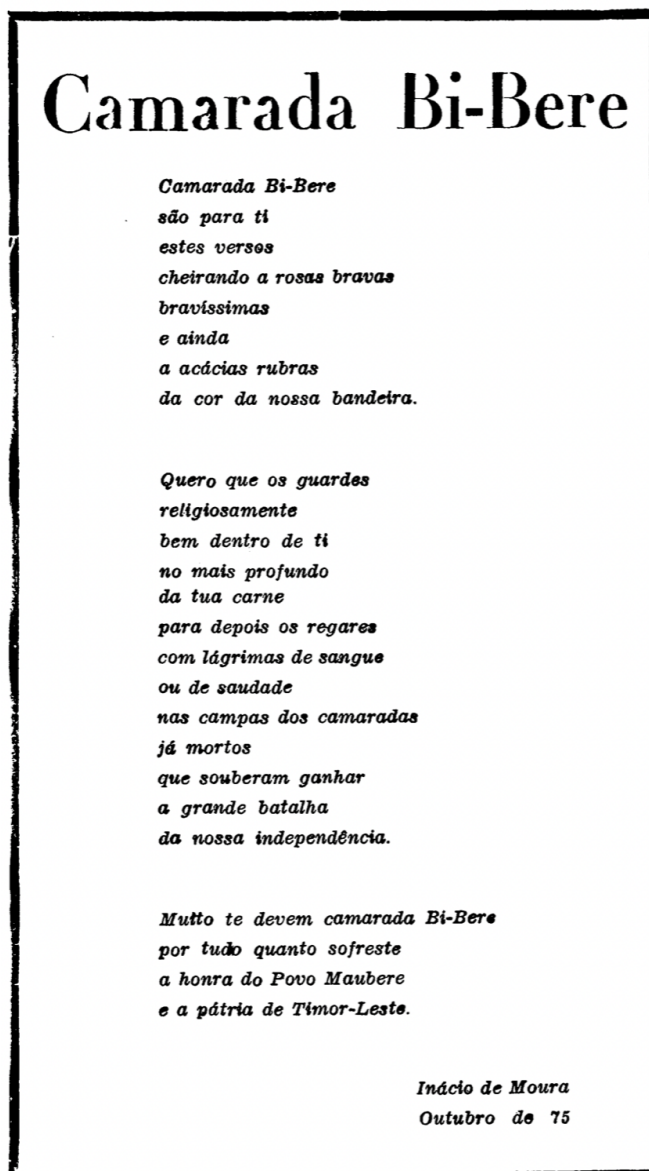 Camarada Bi-Bere
Camarada Bi-Bere
são para ti
estes versos
cheirando a rosas bravas
bravíssimas
e ainda
a acácias rubras
da cor da nossa bandeira.
Quero que os guardes
religiosamente
bem dentro de ti
no mais profundo
da tua carne
para depois os regares
com lágrimas de sangue
ou de saudade
nas campas dos camaradas
já mortos
que souberam ganhar
a grande batalha
da nossa independência.
Muito te devem camarada Bi-Bere
por tudo quanto sofreste
a honra do Povo Maubere
e a pátria de Timor-Leste.
Inácio de Moura
Outubro de 75